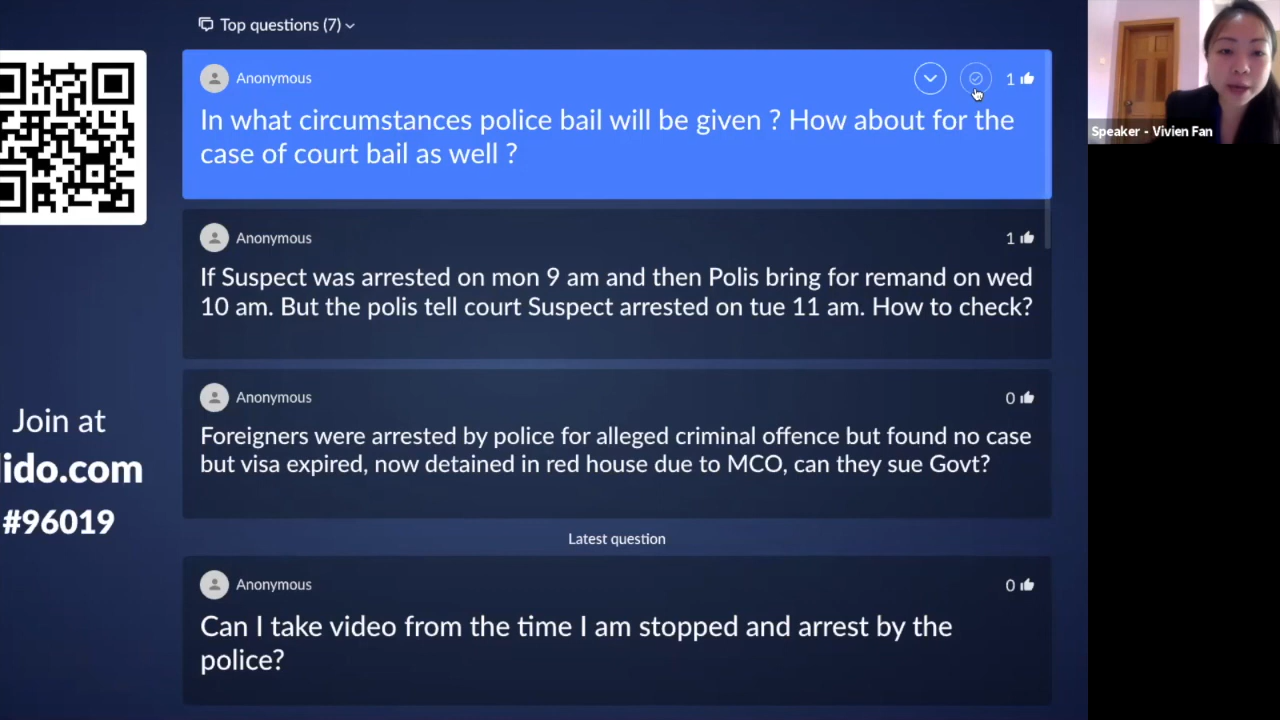 Top questions (7)
Anonymous
1
In what circumstances police bail will be given ? How about for the
case of court bail as well ?
Speaker - Vivien Fan
Anonymous
1
If Suspect was arrested on mon 9 am and then Polis bring for remand on wed
10 am. But the polis tell court Suspect arrested on tue 11 am. How to check?
Anonymous
0
Foreigners were arrested by police for alleged criminal offence but found no case
but visa expired, now detained in red house due to MCO, can they sue Govt?
Join at
lido.com
#96019
Latest question
Anonymous
0
Can I take video from the time I am stopped and arrest by the
police?